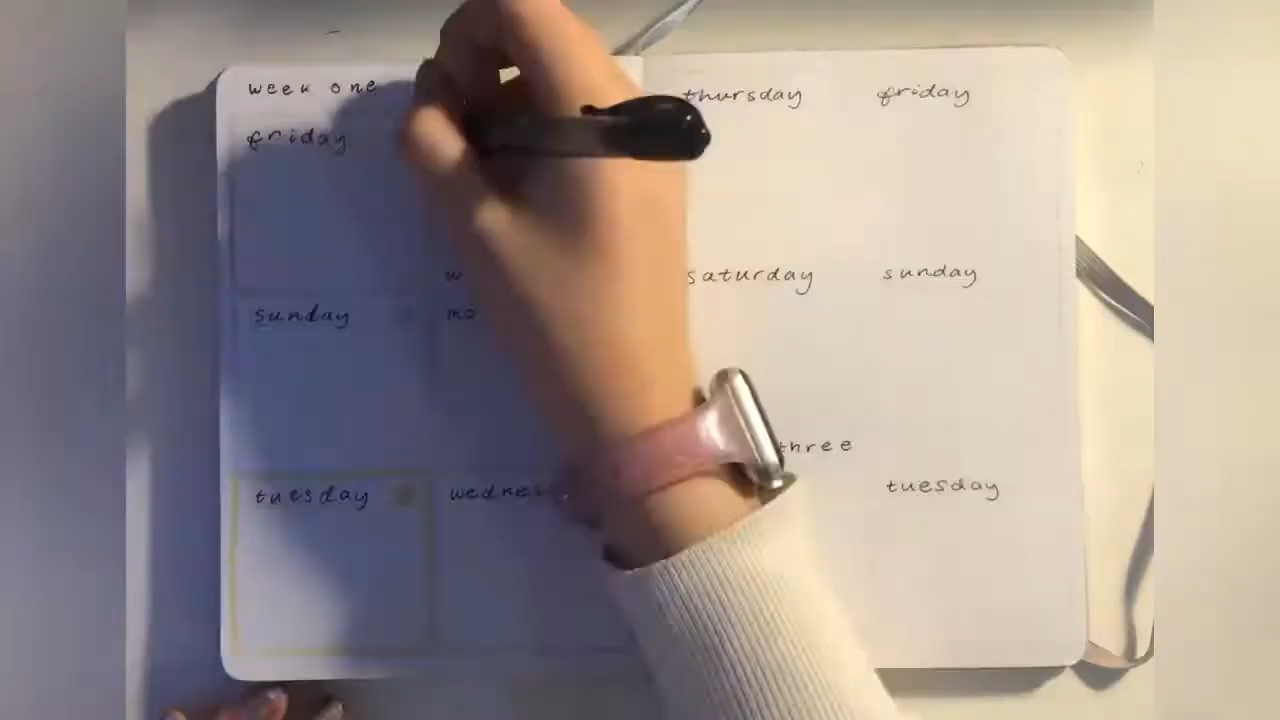 week one
friday
sunday
tuesday
thursday friday
saturday sunday
three
tuesday